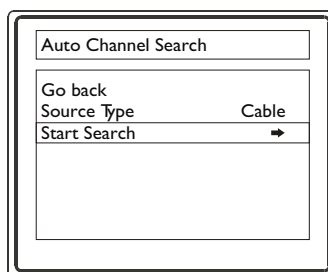 Auto Channel Search
Go back
Source Type Cable
Start Search ➡